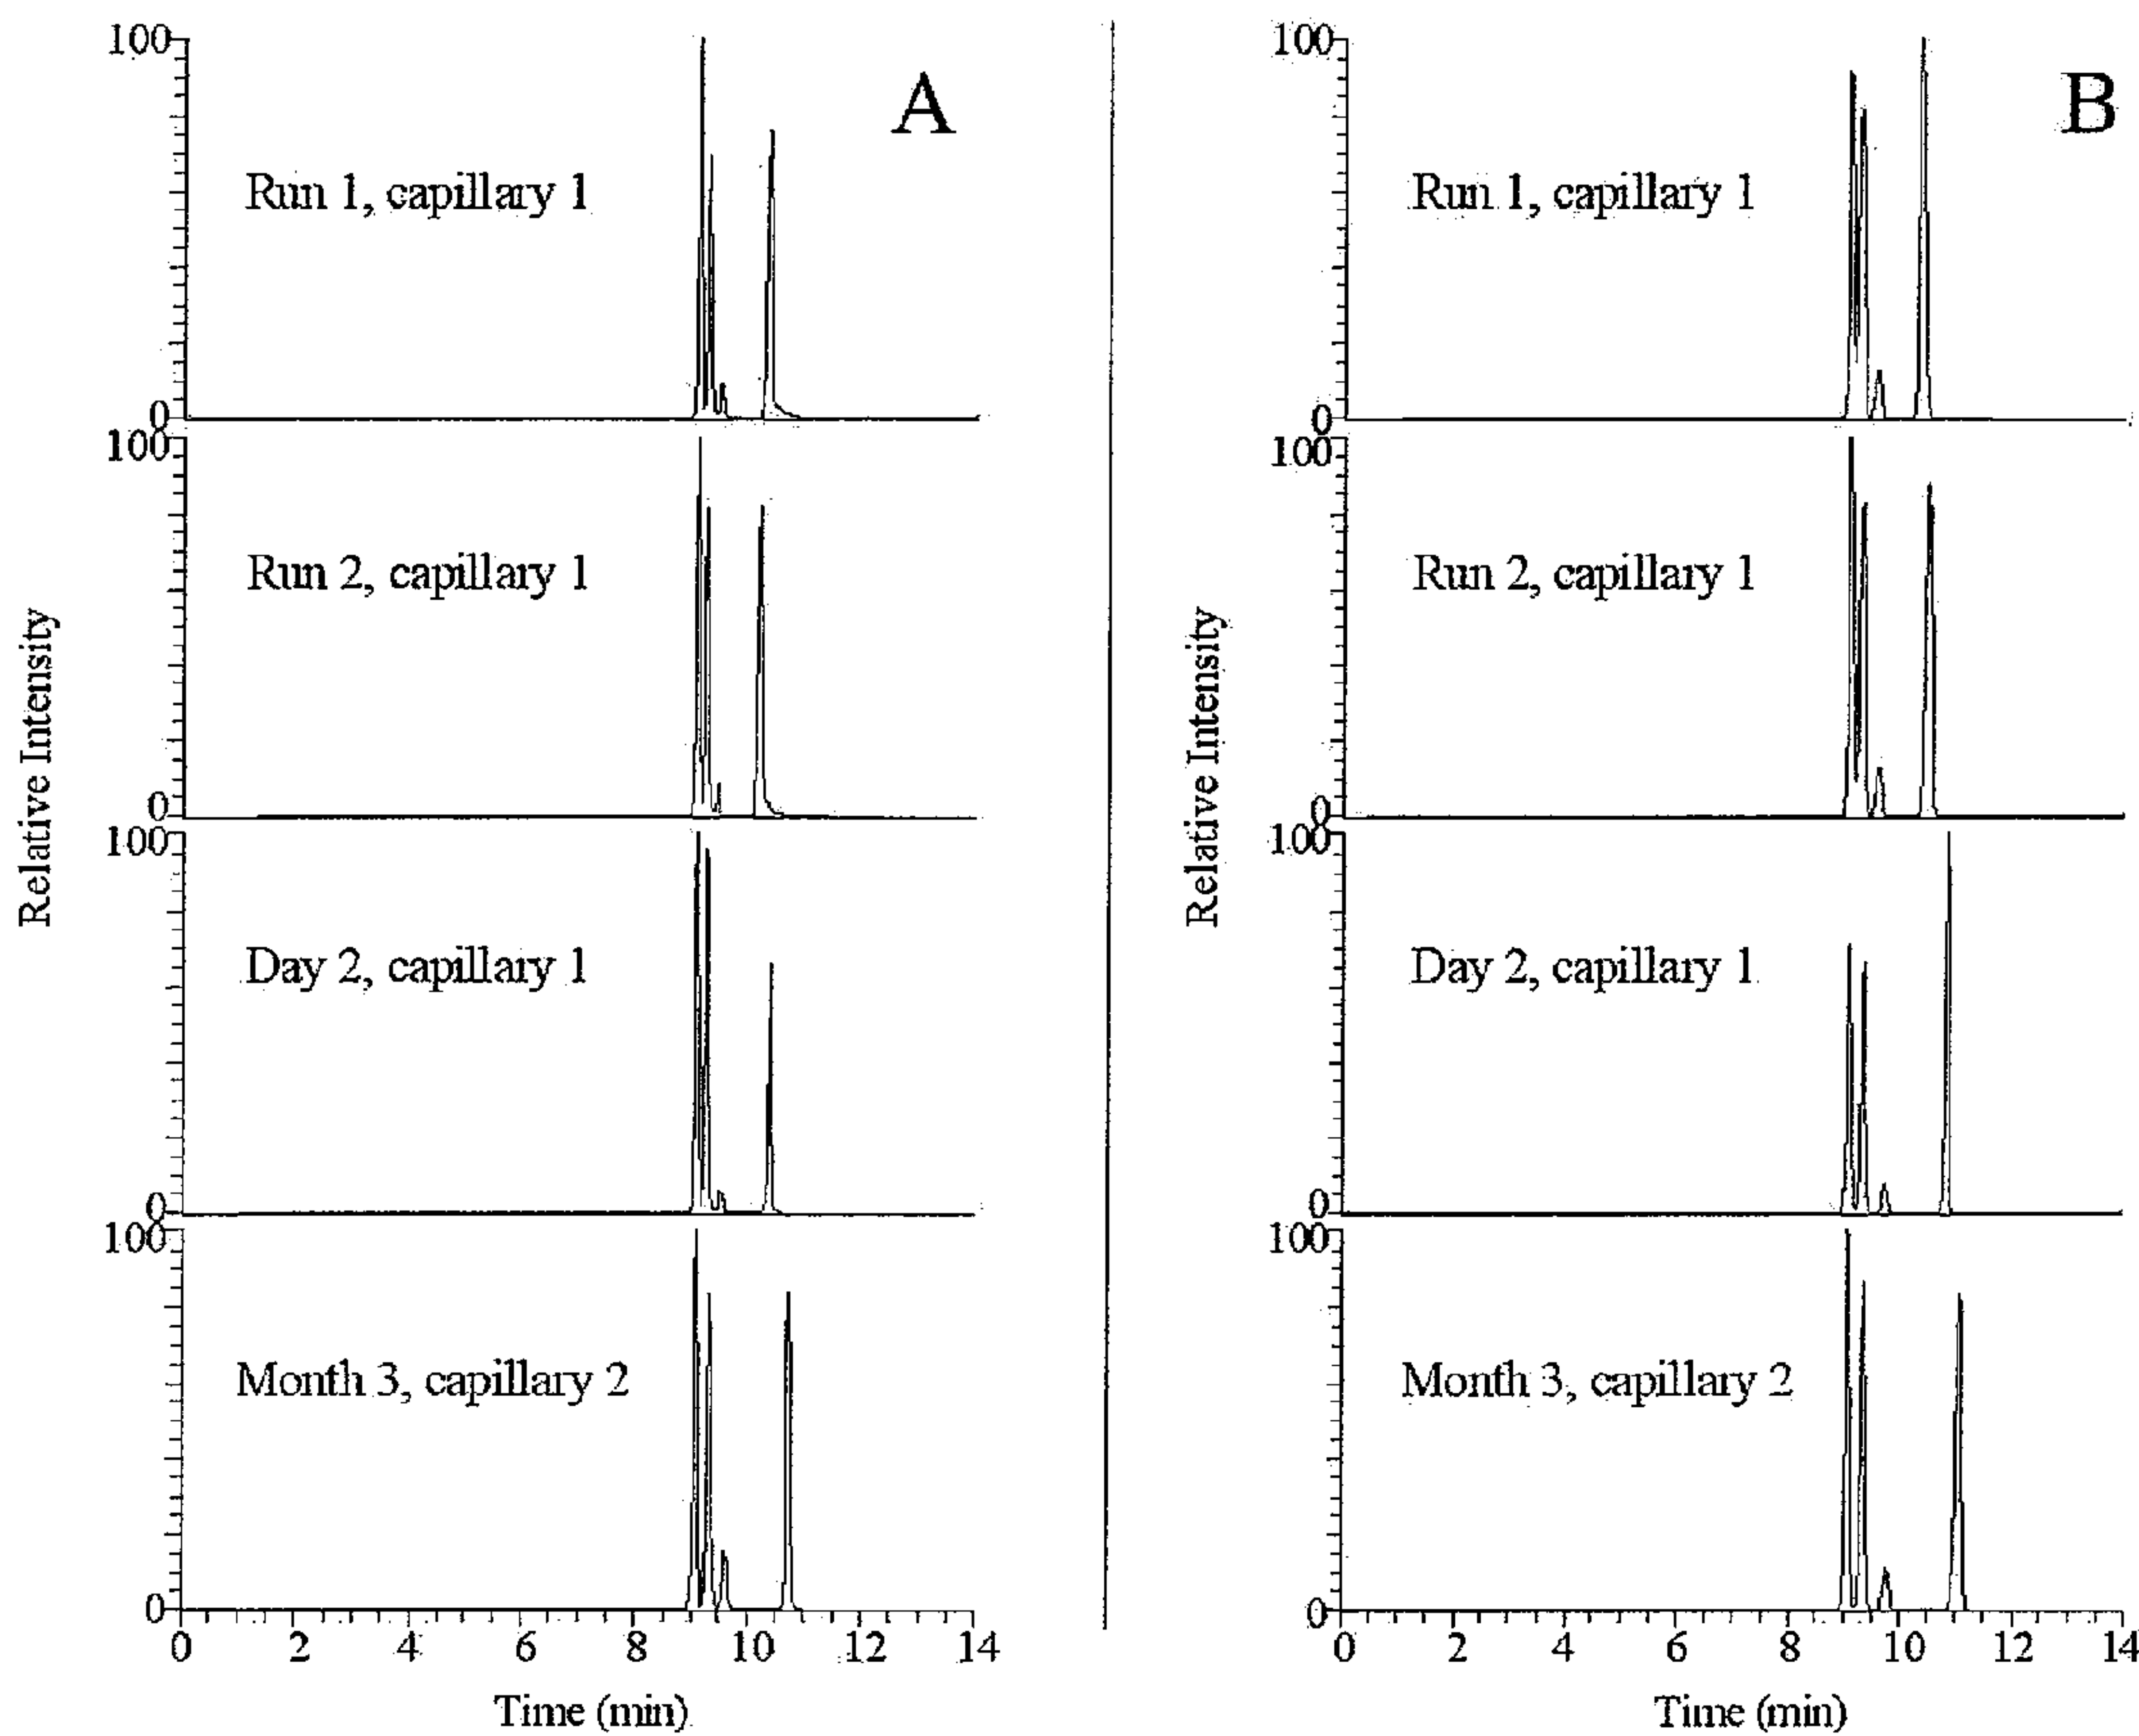 A
100
Run 1, capillary 1
0
100
Run 2, capillary 1
0
100
Day 2, capillary 1
0
100
Month 3, capillary 2
0
0 2 4 6 8 10 12 14
Time (min)
Relative Intensity
B
100
Run 1, capillary 1
0
100
Run 2, capillary 1
0
100
Day 2, capillary 1
0
100
Month 3, capillary 2
0
0 2 4 6 8 10 12 14
Time (min)
Relative Intensity